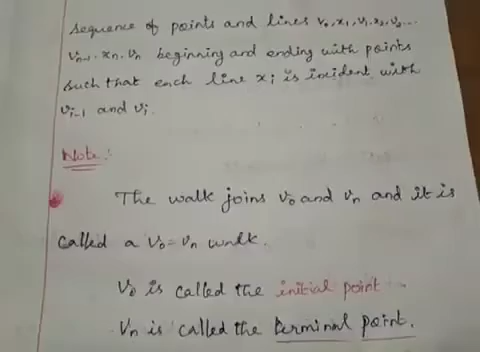 sequence of points and lines v₀, x₁, v₁, x₂, v₂...
vₙ₋₁, xₙ, vₙ beginning and ending with points
such that each line xᵢ is incident with
vᵢ₋₁ and vᵢ.
Note:
The walk joins v₀ and vₙ and it is
called a v₀-vₙ walk.
v₀ is called the initial point.
vₙ is called the terminal point.